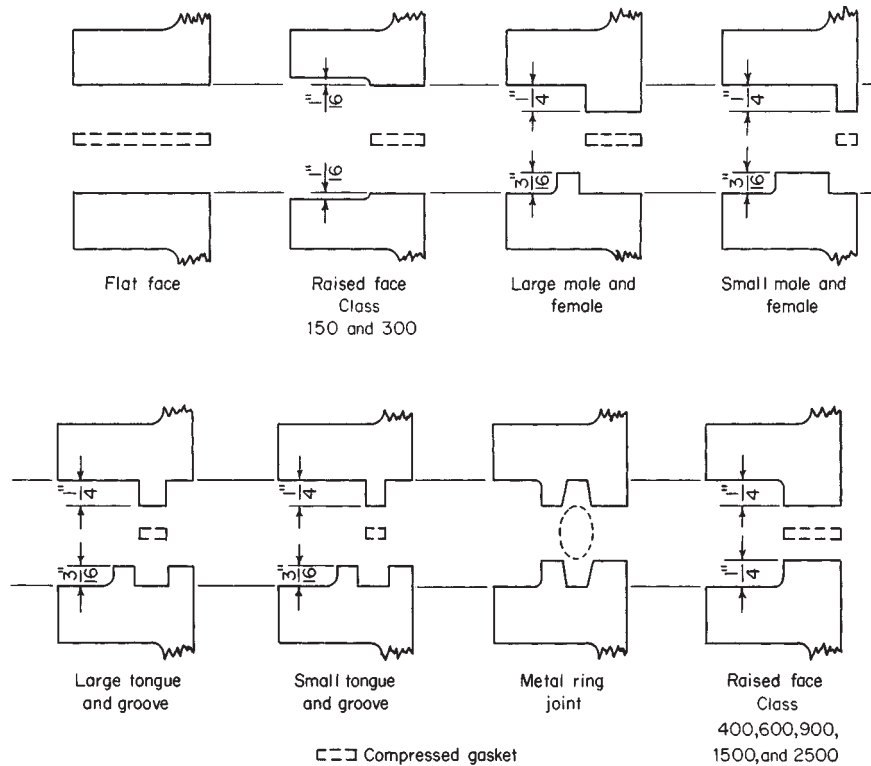 1"
16
1"
4
1"
4
1"
16
3"
16
3"
16
Flat face
Raised face
Class
150 and 300
Large male and
female
Small male and
female
1"
4
1"
4
1"
4
3"
16
3"
16
1"
4
Large tongue
and groove
Small tongue
and groove
Metal ring
joint
Raised face
Class
400,600,900,
1500,and 2500
Compressed gasket